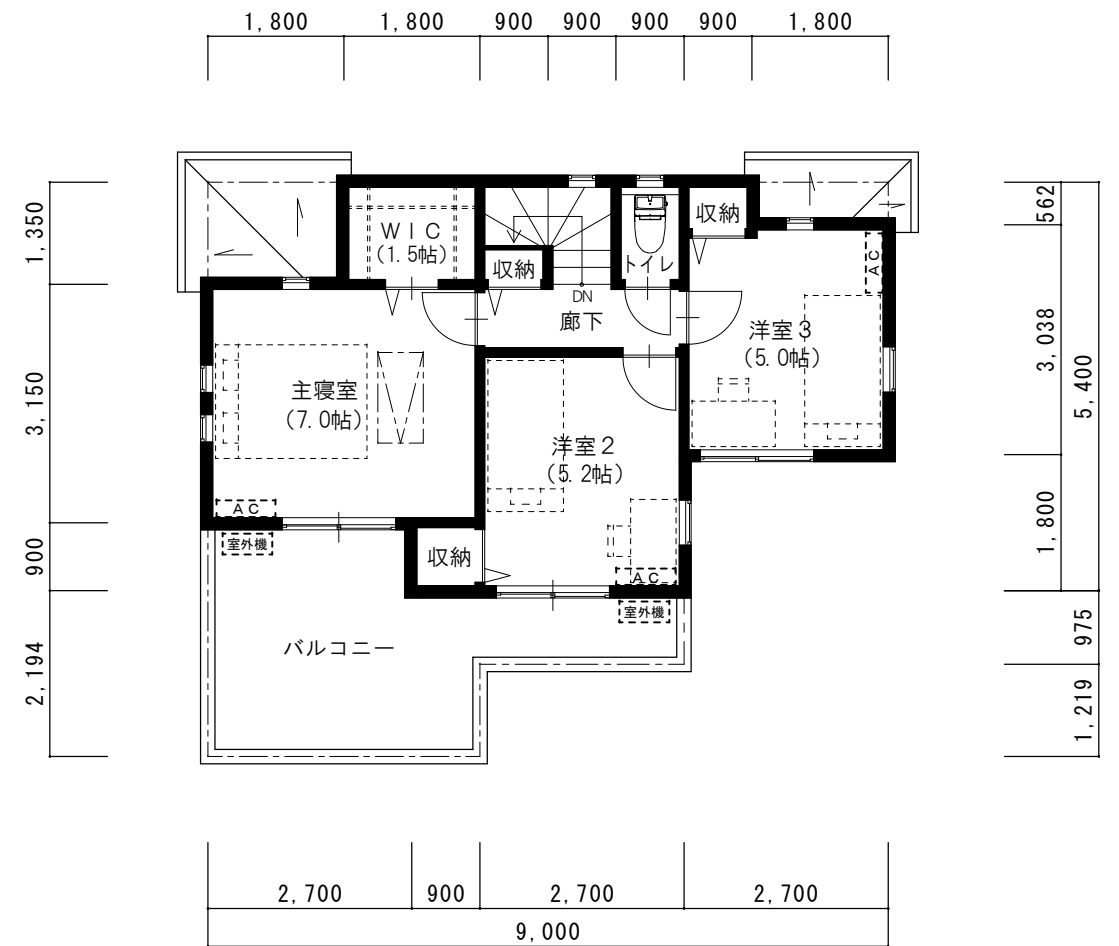 1,800 1,800 900 900 900 900 1,800
1,350
3,150
900
2,194
562
3,038
1,800
5,400
975
1,219
WIC
(1.5帖)
収納
DN
廊下
トイレ
収納
AC
洋室3
(5.0帖)
主寝室
(7.0帖)
AC
室外機
洋室2
(5.2帖)
収納
AC
室外機
バルコニー
2,700 900 2,700 2,700
9,000